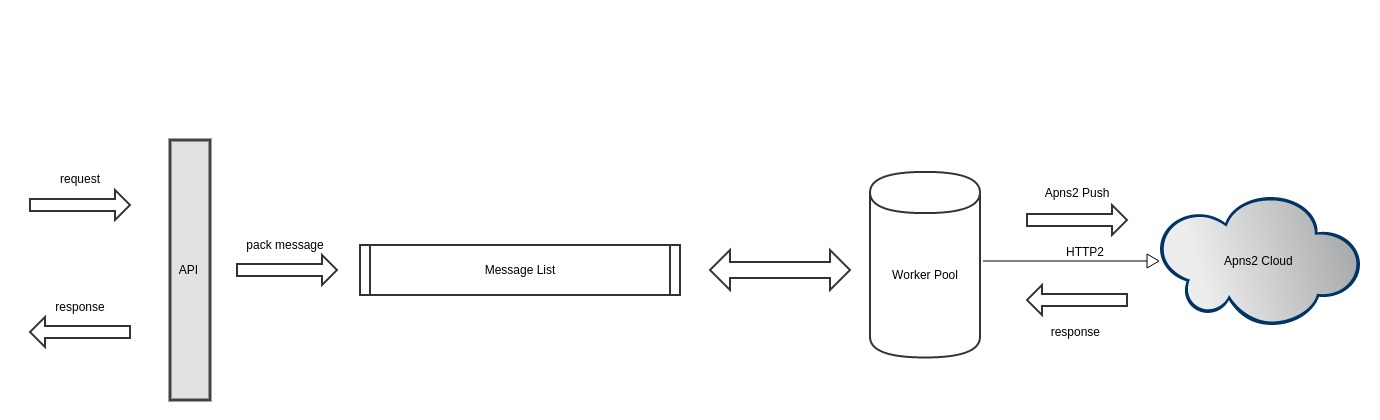 request
response
API
pack message
Message List
Worker Pool
Apns2 Push
HTTP2
response
Apns2 Cloud